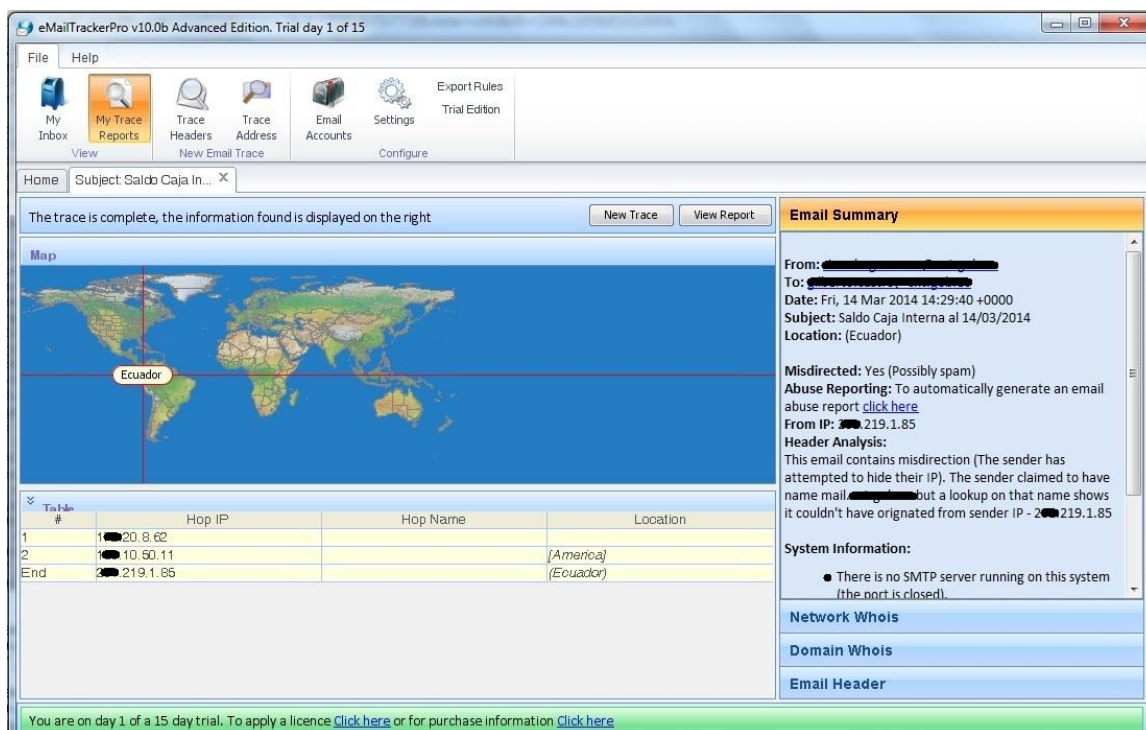 eMailTrackerPro v10.0b Advanced Edition. Trial day 1 of 15
File Help
My Inbox
My Trace Reports
Trace Headers
Trace Address
Email Accounts
Settings
Export Rules
Trial Edition
View
New Email Trace
Configure
Home
Subject: Saldo Caja In... X
The trace is complete, the information found is displayed on the right
New Trace
View Report
Map
Ecuador
Table
# Hop IP Hop Name Location
1 1 20.8.62
2 1 .10.50.11 [America]
End 2 .219.1.85 (Ecuador)
Email Summary
From:
To:
Date: Fri, 14 Mar 2014 14:29:40 +0000
Subject: Saldo Caja Interna al 14/03/2014
Location: (Ecuador)
Misdirected: Yes (Possibly spam)
Abuse Reporting: To automatically generate an email
abuse report click here
From IP: .219.1.85
Header Analysis:
This email contains misdirection (The sender has
attempted to hide their IP). The sender claimed to have
name mail. but a lookup on that name shows
it couldn't have orignated from sender IP - 2 219.1.85
System Information:
There is no SMTP server running on this system
(the port is closed).
Network Whois
Domain Whois
Email Header
You are on day 1 of a 15 day trial. To apply a licence Click here or for purchase information Click here